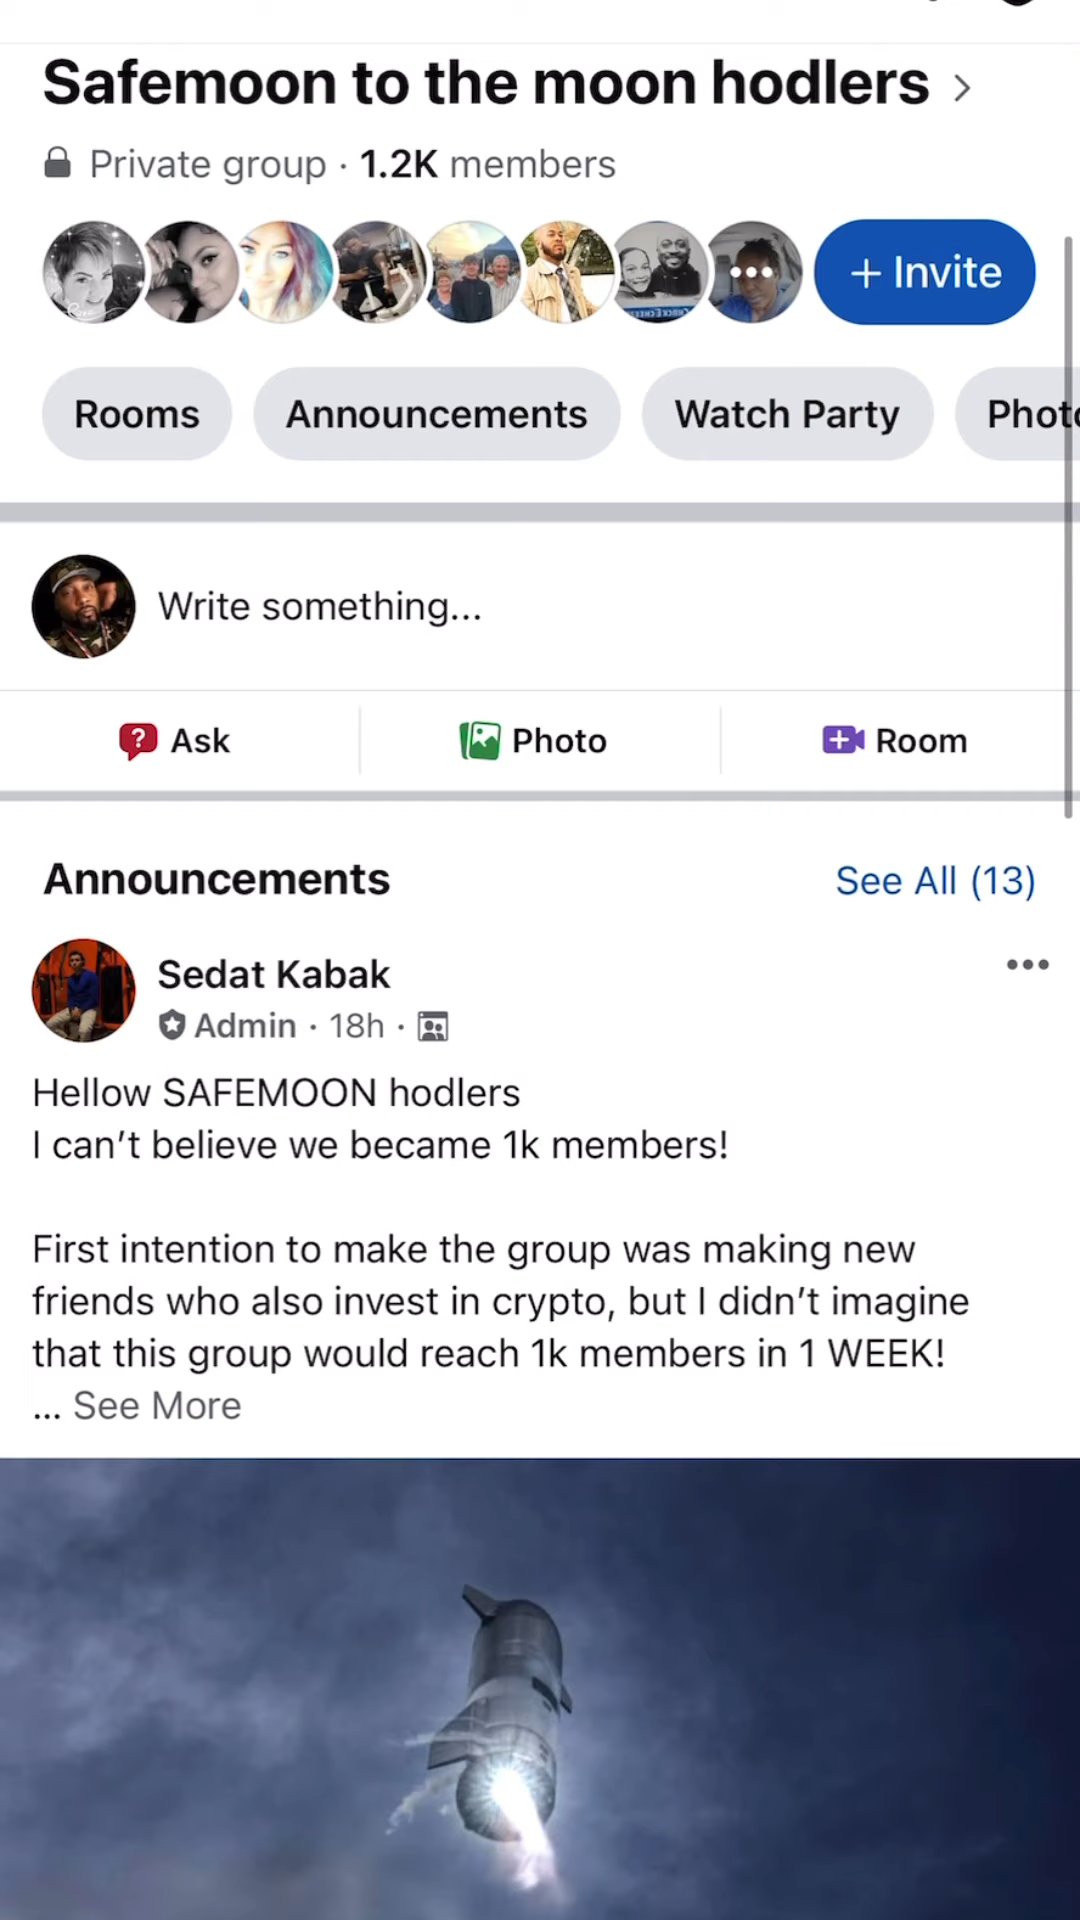 Safemoon to the moon hodlers
Private group · 1.2K members
+ Invite
Rooms Announcements Watch Party
Write something...
Ask Photo Room
Announcements See All (13)
Sedat Kabak
Admin · 18h ·
Hellow SAFEMOON hodlers
I can't believe we became 1k members!
First intention to make the group was making new
friends who also invest in crypto, but I didn't imagine
that this group would reach 1k members in 1 WEEK!
... See More